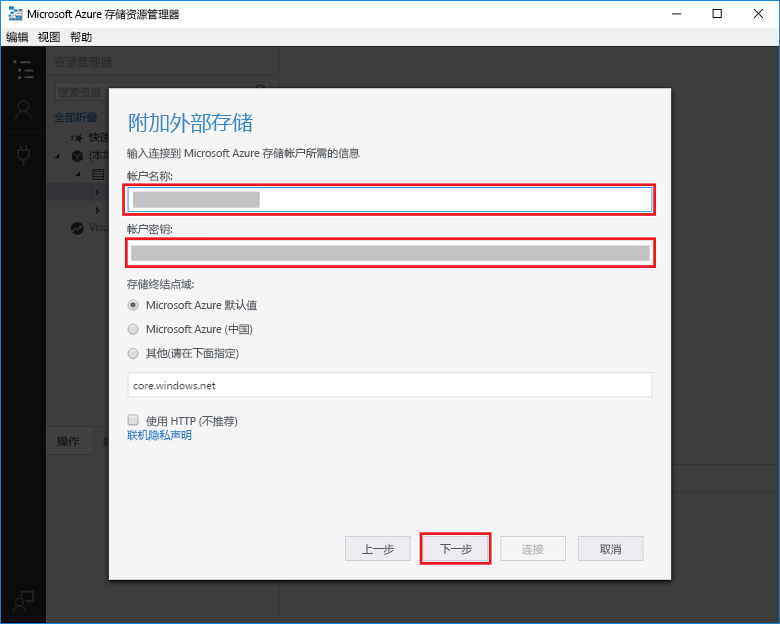 Microsoft Azure 存储资源管理器
编辑 视图 帮助
资源管理器
搜索资源
全部折叠
快速
(本地
Visu
附加外部存储
输入连接到 Microsoft Azure 存储帐户所需的信息
帐户名称:
帐户密钥:
存储终结点域:
Microsoft Azure 默认值
Microsoft Azure (中国)
其他(请在下面指定)
core.windows.net
使用 HTTP (不推荐)
联机隐私声明
操作
上一步 下一步 连接 取消